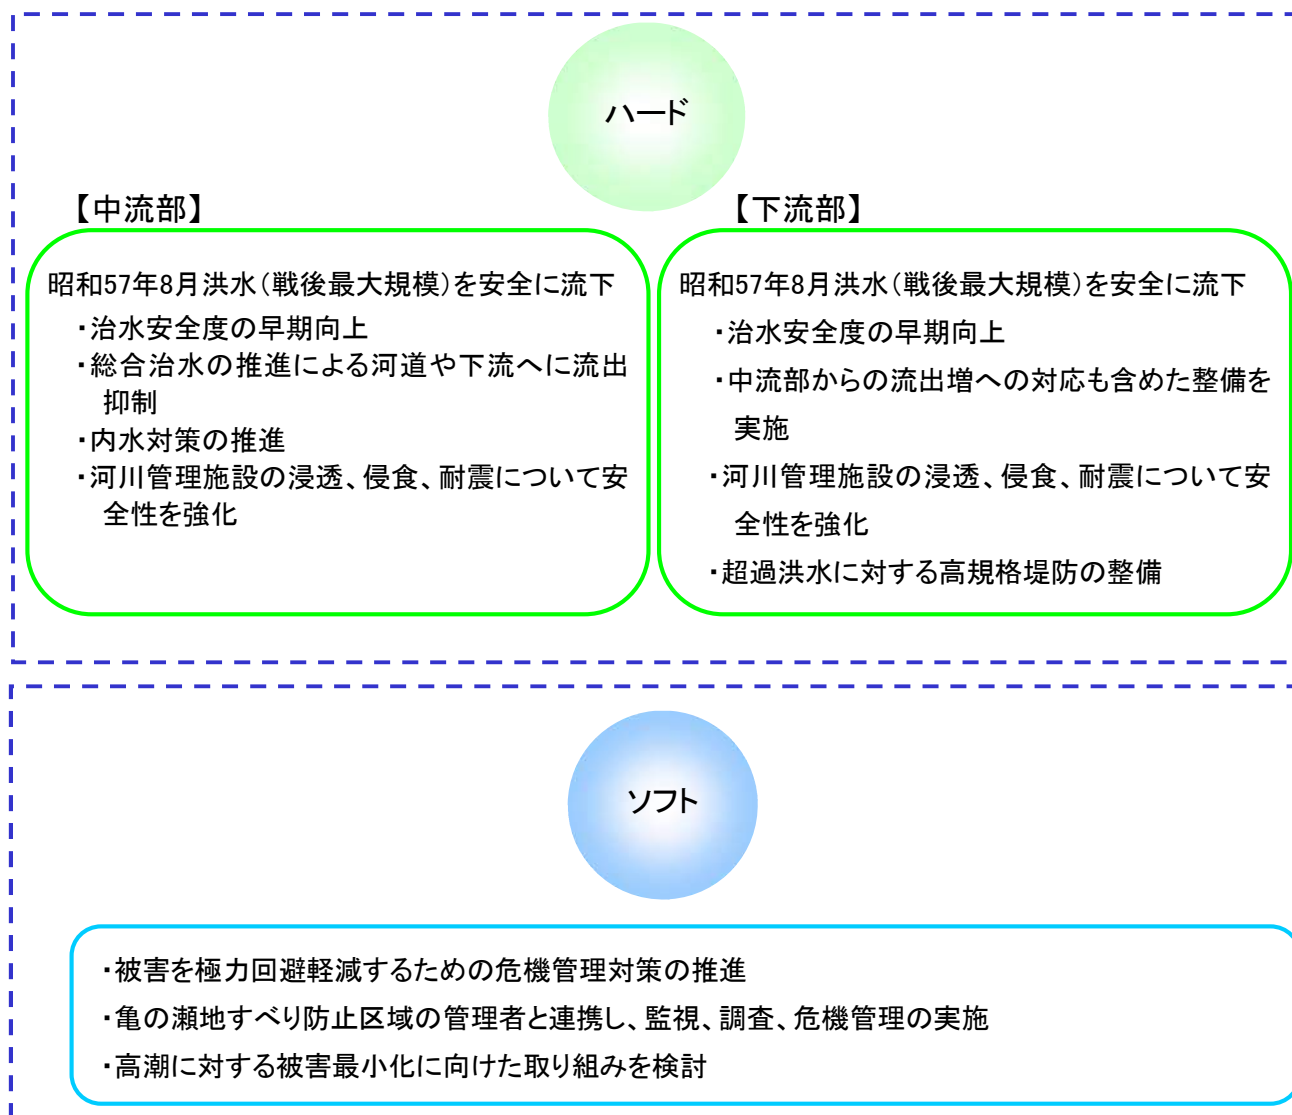 ハード
【中流部】
昭和57年8月洪水(戦後最大規模)を安全に流下
・治水安全度の早期向上
・総合治水の推進による河道や下流へに流出
抑制
・内水対策の推進
・河川管理施設の浸透、侵食、耐震について安
全性を強化
【下流部】
昭和57年8月洪水(戦後最大規模)を安全に流下
・治水安全度の早期向上
・中流部からの流出増への対応も含めた整備を
実施
・河川管理施設の浸透、侵食、耐震について安
全性を強化
・超過洪水に対する高規格堤防の整備
ソフト
・被害を極力回避軽減するための危機管理対策の推進
・亀の瀬地すべり防止区域の管理者と連携し、監視、調査、危機管理の実施
・高潮に対する被害最小化に向けた取り組みを検討